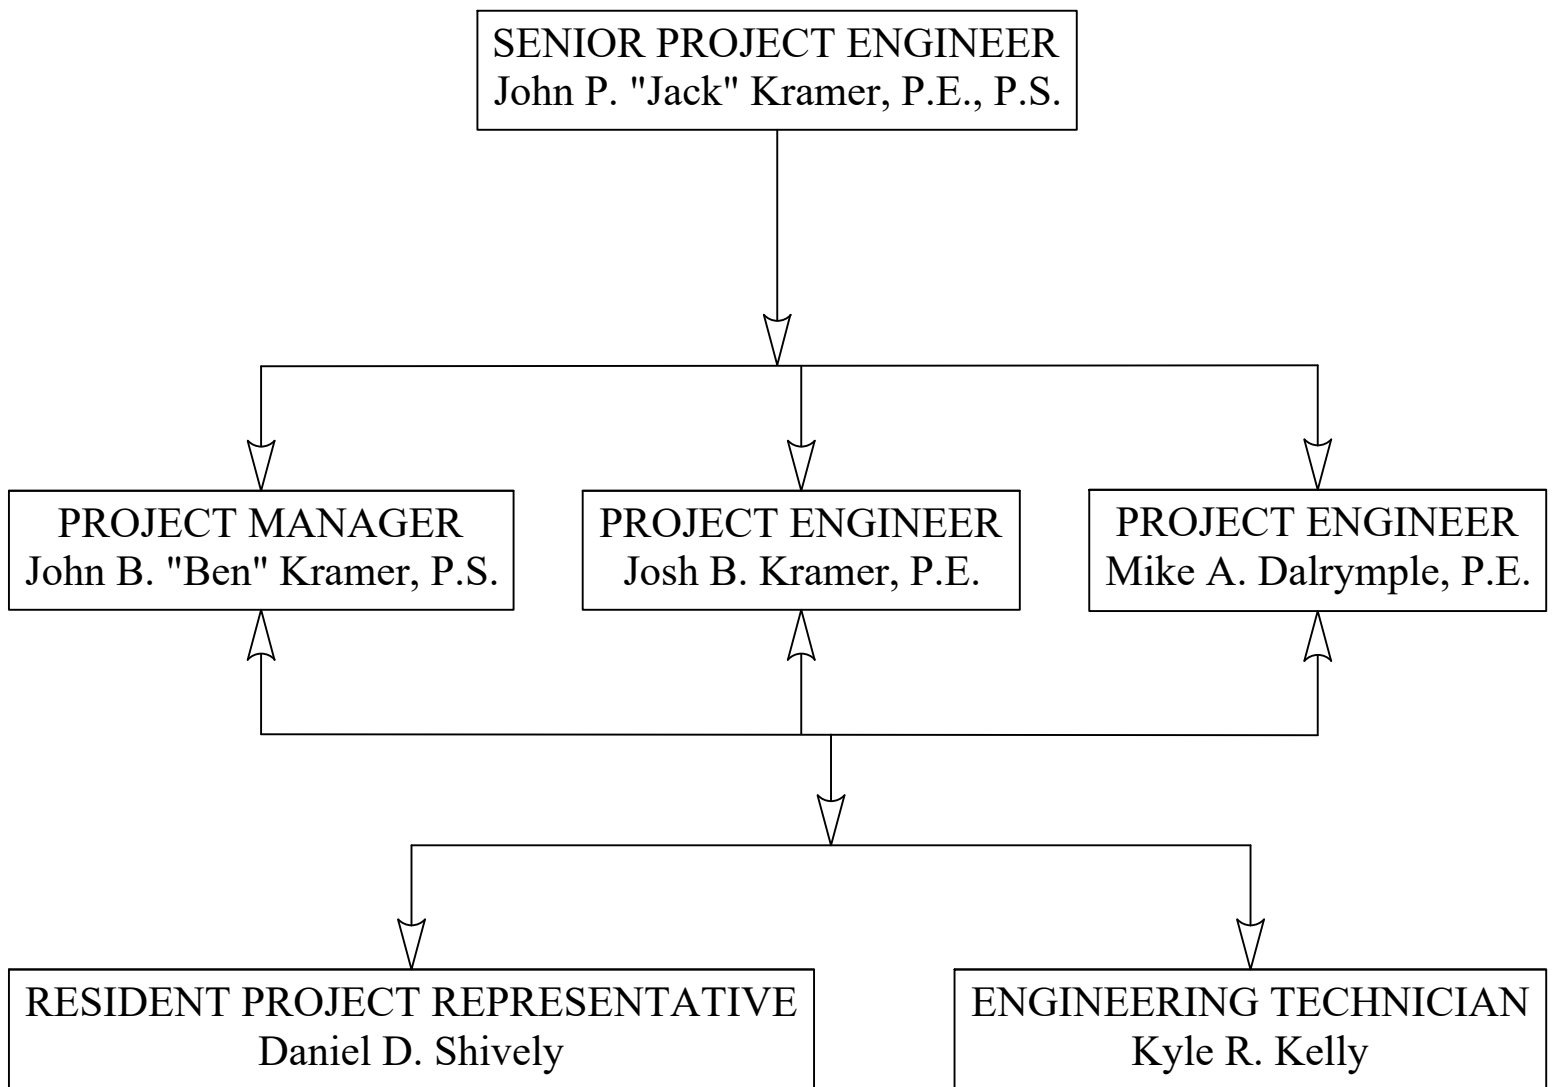 SENIOR PROJECT ENGINEER
John P. "Jack" Kramer, P.E., P.S.
PROJECT MANAGER
John B. "Ben" Kramer, P.S.
PROJECT ENGINEER
Josh B. Kramer, P.E.
PROJECT ENGINEER
Mike A. Dalrymple, P.E.
RESIDENT PROJECT REPRESENTATIVE
Daniel D. Shively
ENGINEERING TECHNICIAN
Kyle R. Kelly